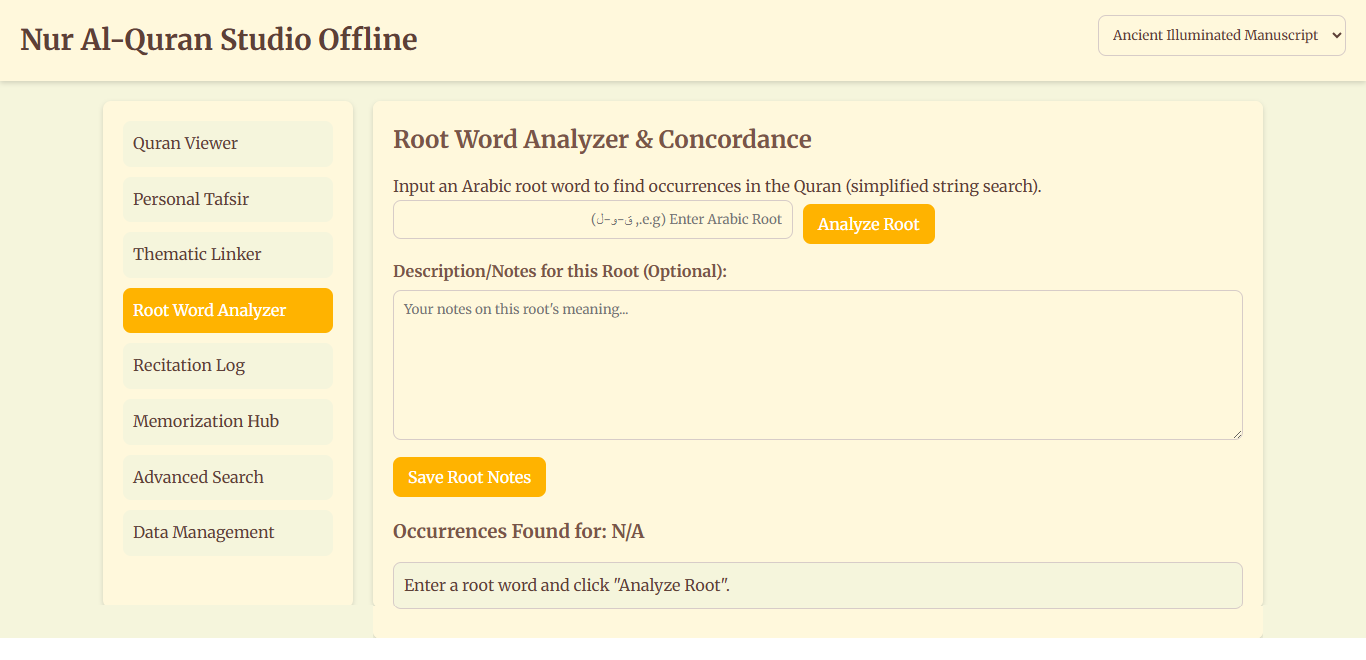 Nur Al-Quran Studio Offline
Ancient Illuminated Manuscript
Quran Viewer
Personal Tafsir
Thematic Linker
Root Word Analyzer
Recitation Log
Memorization Hub
Advanced Search
Data Management
Root Word Analyzer & Concordance
Input an Arabic root word to find occurrences in the Quran (simplified string search).
Enter Arabic Root (e.g., ق-و-ل)
Analyze Root
Description/Notes for this Root (Optional):
Your notes on this root's meaning...
Save Root Notes
Occurrences Found for: N/A
Enter a root word and click "Analyze Root".